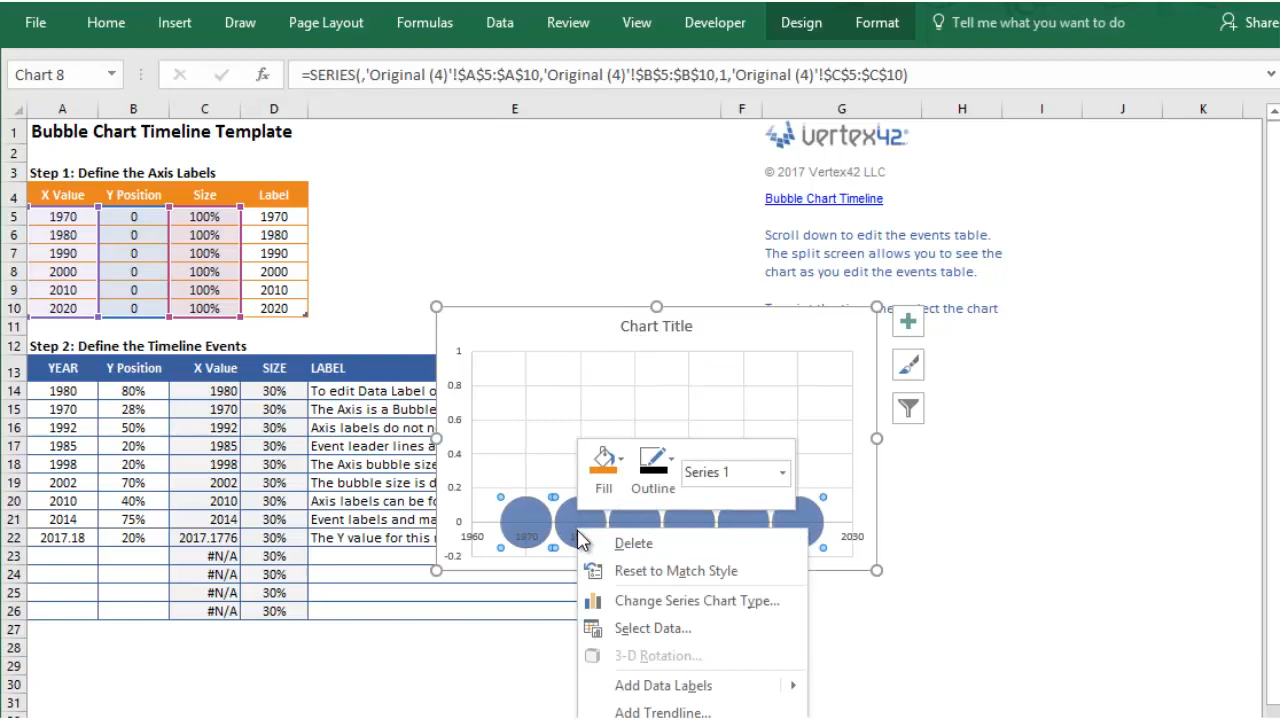 File Home Insert Draw Page Layout Formulas Data Review View Developer Design Format Tell me what you want to do Share
Chart 8 fx =SERIES(,'Original (4)'!$A$5:$A$10,'Original (4)'!$B$5:$B$10,1,'Original (4)'!$C$5:$C$10)
A B C D E F G H I J K
1 Bubble Chart Timeline Template vertex42
2 © 2017 Vertex42 LLC
3 Step 1: Define the Axis Labels
4 X Value Y Position Size Label Bubble Chart Timeline
5 1970 0 100% 1970
6 1980 0 100% 1980 Scroll down to edit the events table.
7 1990 0 100% 1990 The split screen allows you to see the
8 2000 0 100% 2000 chart as you edit the events table.
9 2010 0 100% 2010
10 2020 0 100% 2020 the chart
11 Chart Title
12 Step 2: Define the Timeline Events
13 YEAR Y Position X Value SIZE LABEL
14 1980 80% 1980 30% To edit Data Label
15 1970 28% 1970 30% The Axis is a Bubble
16 1992 50% 1992 30% Axis labels do not
17 1985 20% 1985 30% Event leader lines
18 1998 20% 1998 30% The Axis bubble size
19 2002 70% 2002 30% The bubble size is
20 2010 40% 2010 30% Axis labels can be
21 2014 75% 2014 30% Event labels and
22 2017.18 20% 2017.1776 30% The Y value for this
23 #N/A 30%
24 #N/A 30%
25 #N/A 30%
26 #N/A 30%
27
28
29
30
31
1
0.8
0.6
0.4
0.2
0
-0.2
1960 1970 2030
Series 1
Fill Outline
Delete
Reset to Match Style
Change Series Chart Type...
Select Data...
3-D Rotation...
Add Data Labels
Add Trendline...